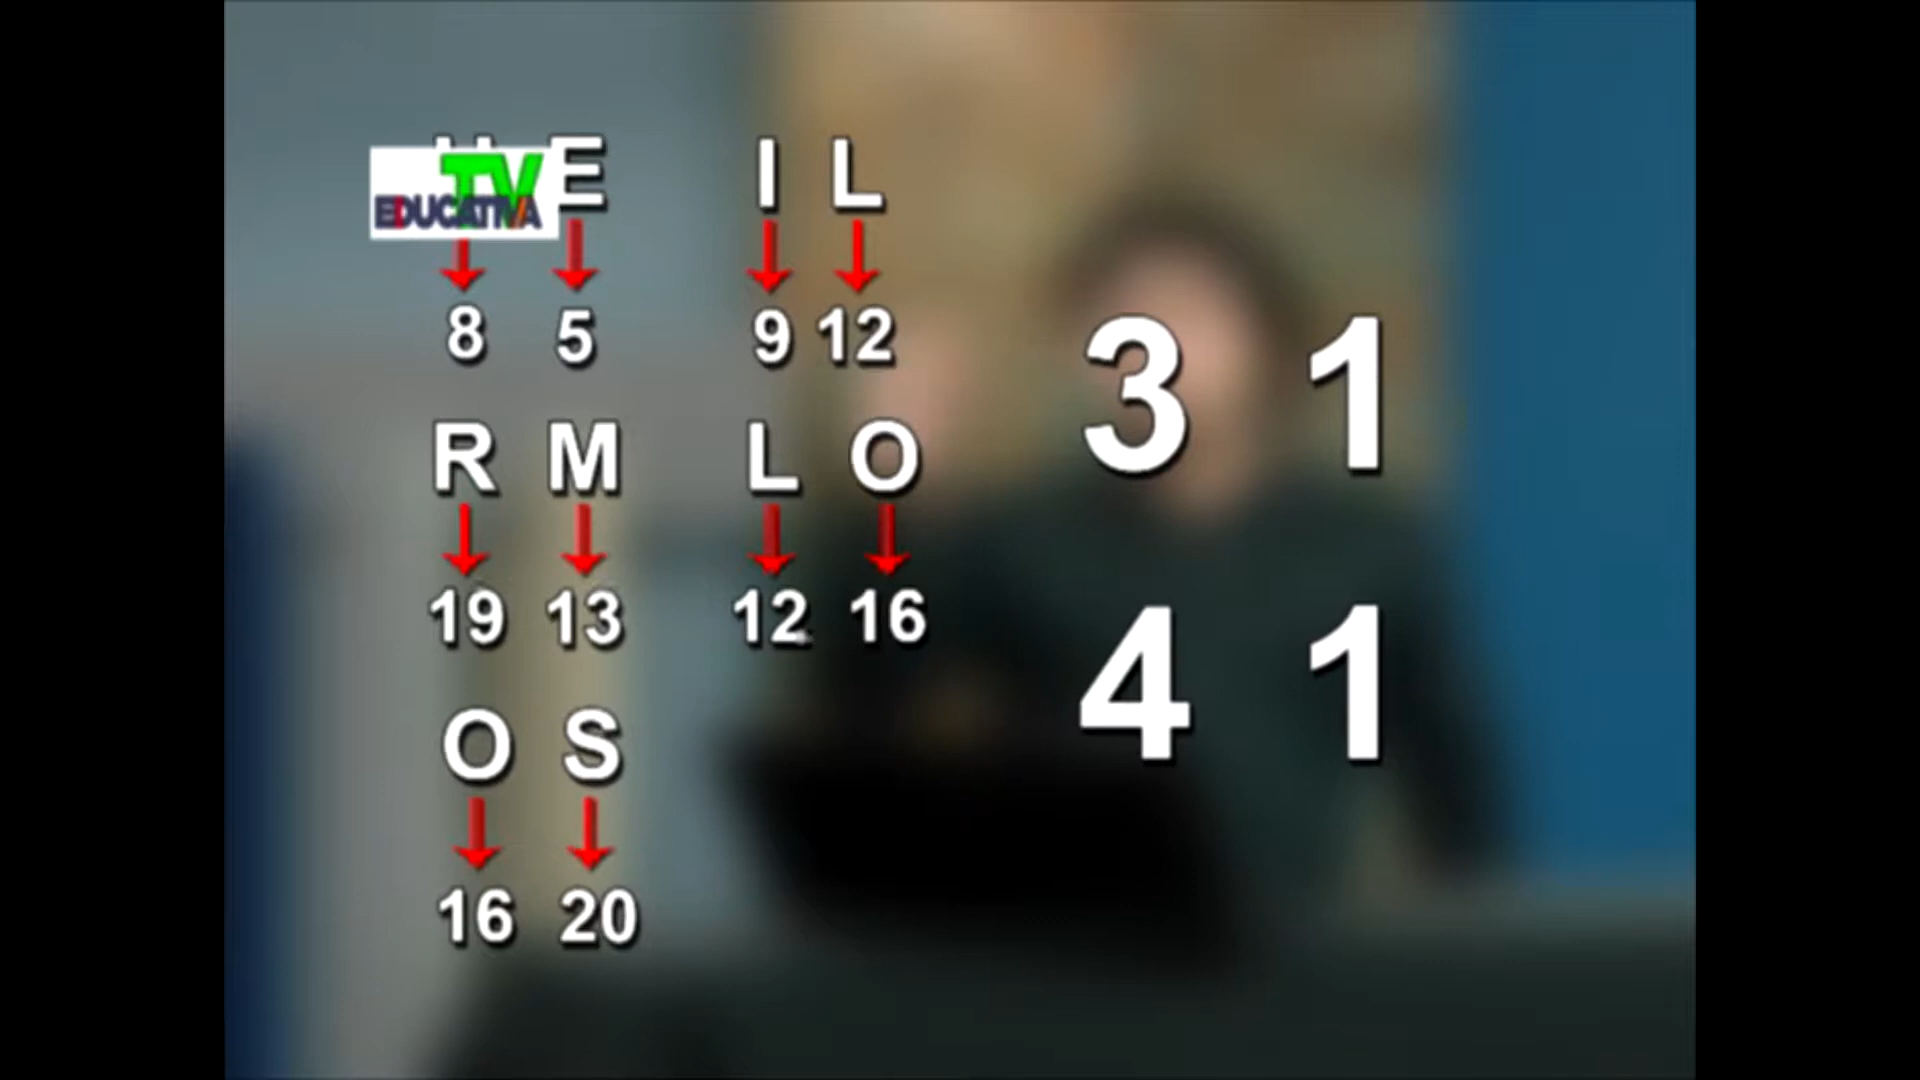 E I L
TV
EDUCATIVA
8 5 9 12
3 1
R M L O
19 13 12 16
4 1
O S
16 20